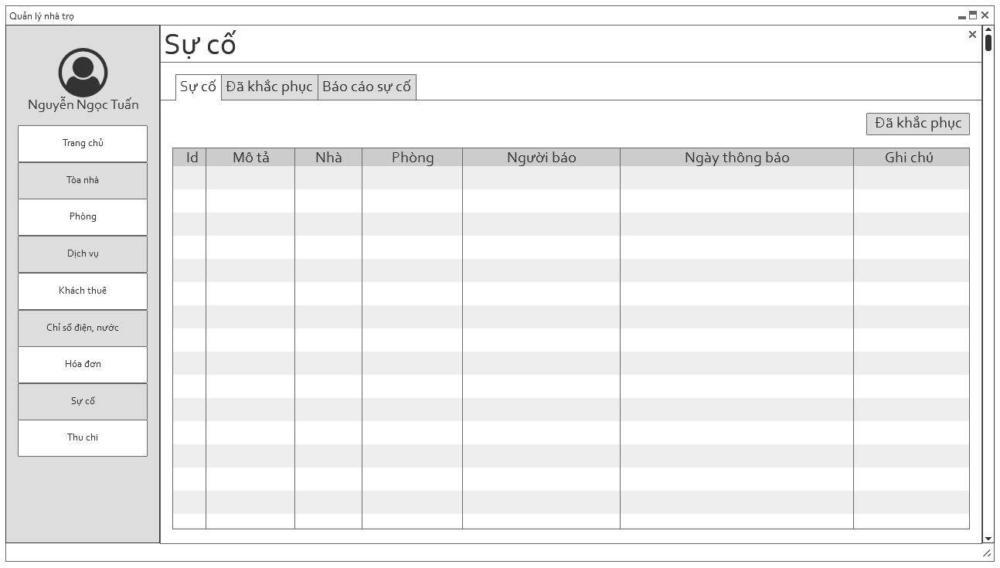 Quản lý nhà trọ
Nguyễn Ngọc Tuấn
Trang chủ
Tòa nhà
Phòng
Dịch vụ
Khách thuê
Chỉ số điện, nước
Hóa đơn
Sự cố
Thu chi
Sự cố
Sự cố Đã khắc phục Báo cáo sự cố
Đã khắc phục
Id Mô tả Nhà Phòng Người báo Ngày thông báo Ghi chú